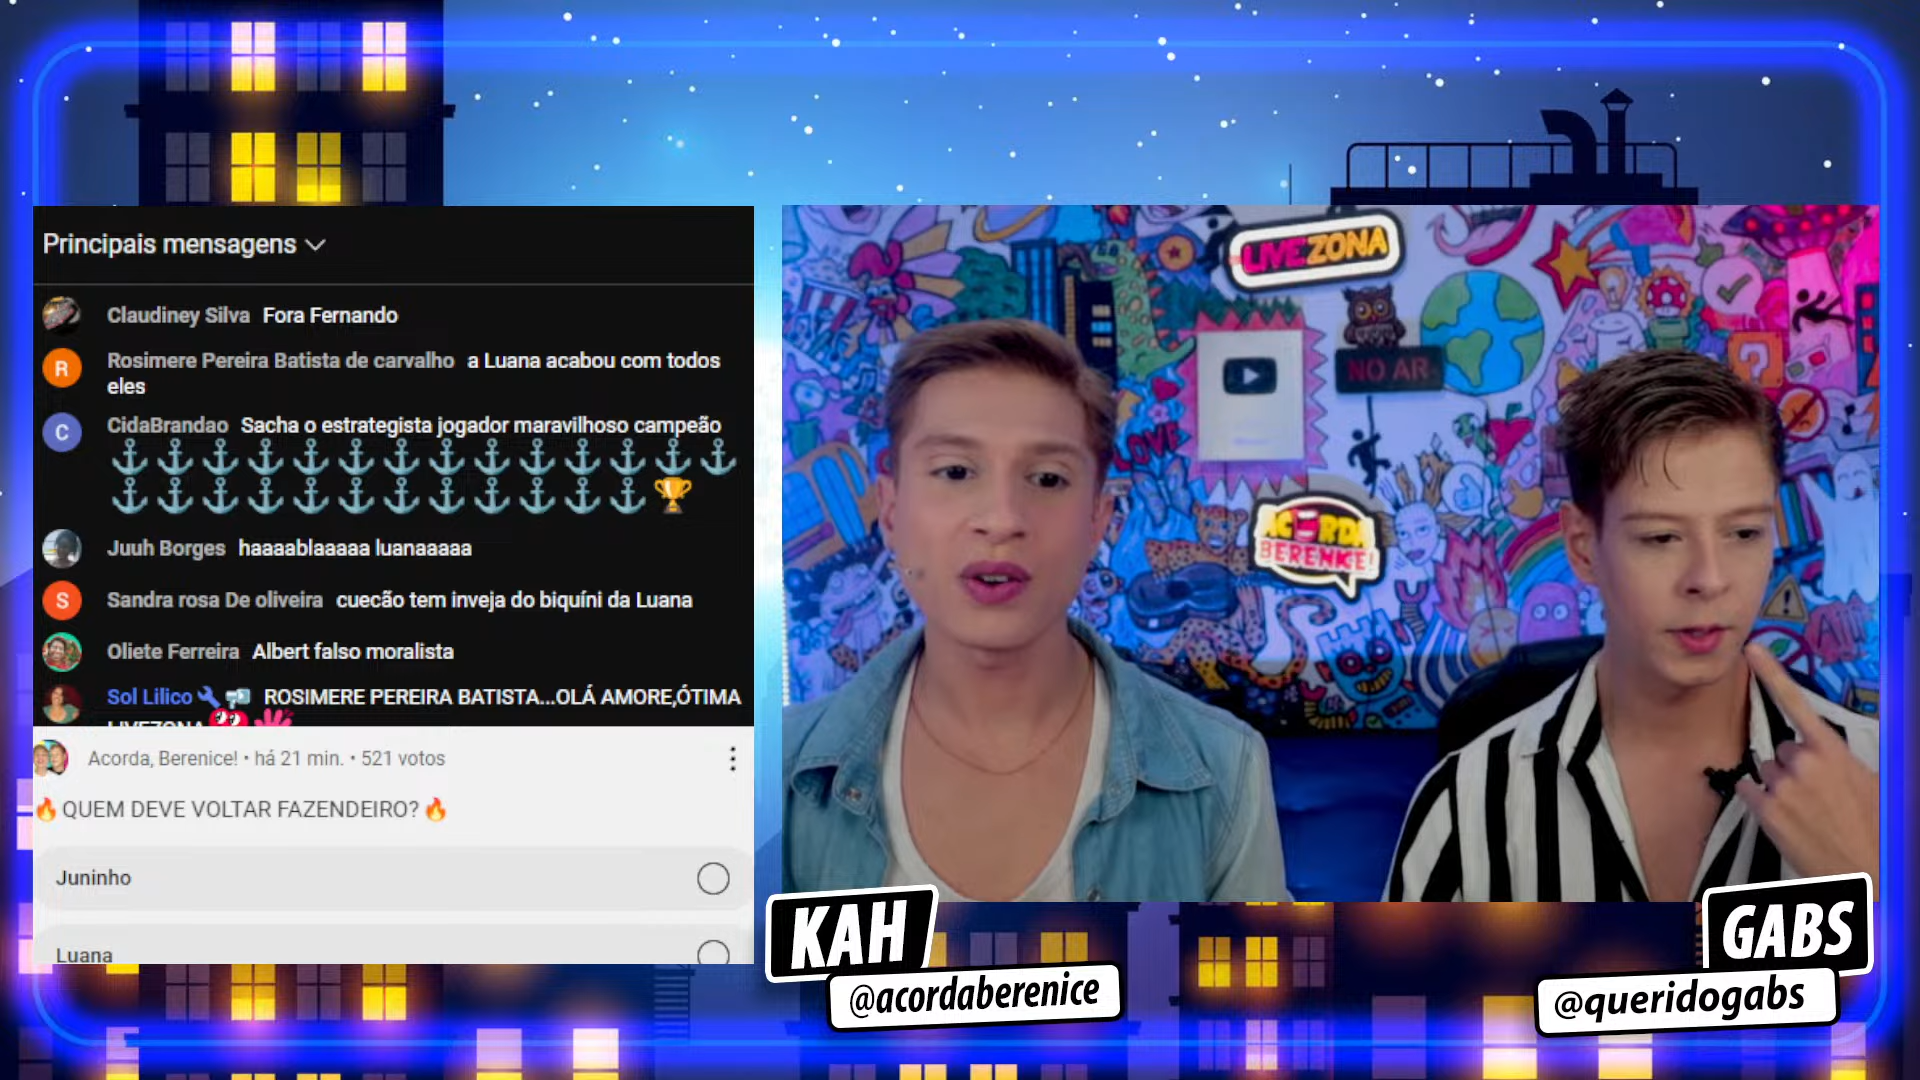 Principais mensagens
Claudiney Silva Fora Fernando
R Rosimere Pereira Batista de carvalho a Luana acabou com todos
eles
C CidaBrandao Sacha o estrategista jogador maravilhoso campeão
⚓⚓⚓⚓⚓⚓⚓⚓⚓⚓⚓⚓⚓⚓
⚓⚓⚓⚓⚓⚓⚓⚓⚓⚓⚓⚓🏆
Juuh Borges haaaablaaaaa luanaaaaa
S Sandra rosa De oliveira cuecão tem inveja do biquíni da Luana
Oliete Ferreira Albert falso moralista
Sol Lilico ROSIMERE PEREIRA BATISTA...OLÁ AMORE,ÓTIMA
LIVEZONA
Acorda, Berenice! • há 21 min. • 521 votos
🔥 QUEM DEVE VOLTAR FAZENDEIRO? 🔥
Juninho
Luana
LIVEZONA
NO AR
LOVE
ACORDA
BERENICE!
KAH
@acordaberenice
GABS
@queridogabs